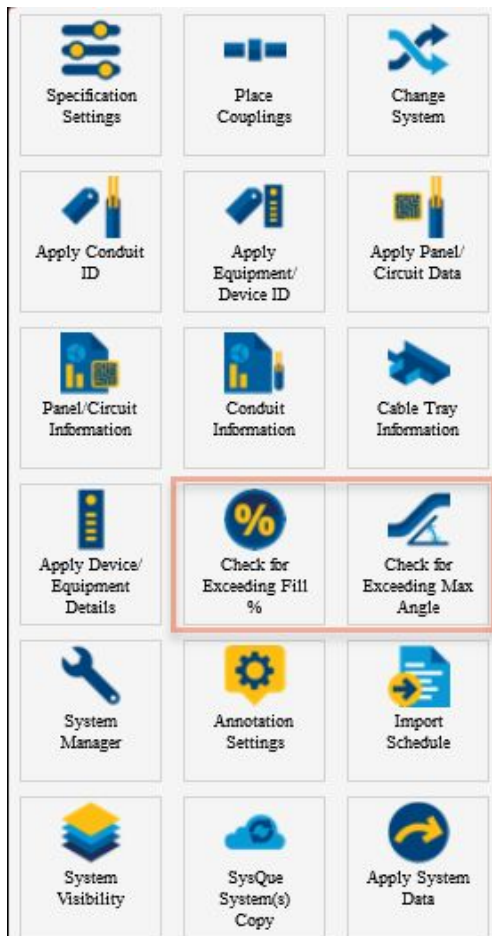 Specification
Settings
Place
Couplings
Change
System
Apply Conduit
ID
Apply
Equipment/
Device ID
Apply Panel/
Circuit Data
Panel/Circuit
Information
Conduit
Information
Cable Tray
Information
Apply Device/
Equipment
Details
%
Check for
Exceeding Fill
%
Check for
Exceeding Max
Angle
System
Manager
Annotation
Settings
Import
Schedule
System
Visibility
SysQue
System(s)
Copy
Apply System
Data